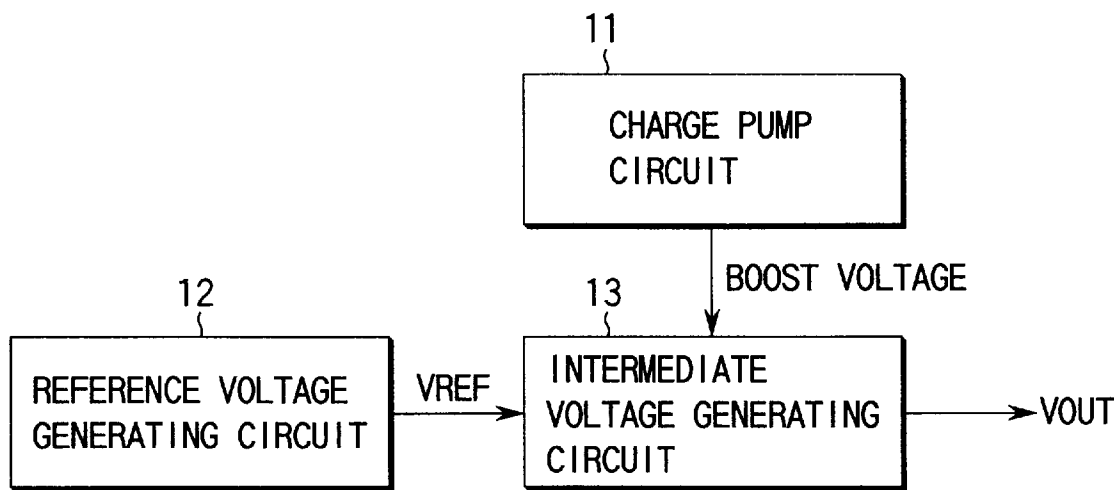 11
CHARGE PUMP
CIRCUIT
BOOST VOLTAGE
12
REFERENCE VOLTAGE
GENERATING CIRCUIT
VREF
13
INTERMEDIATE
VOLTAGE GENERATING
CIRCUIT
VOUT